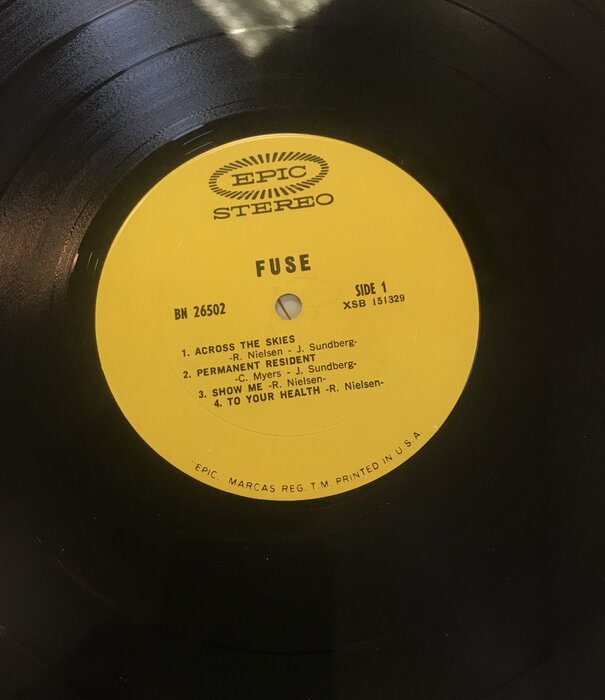 EPIC
STEREO
FUSE
BN 26502
SIDE 1
XSB 151329
1. ACROSS THE SKIES
-R. Nielsen - J. Sundberg-
2. PERMANENT RESIDENT
-C. Myers - J. Sundberg-
3. SHOW ME -R. Nielsen-
4. TO YOUR HEALTH -R. Nielsen-
"EPIC," MARCAS REG. T.M. PRINTED IN U.S.A